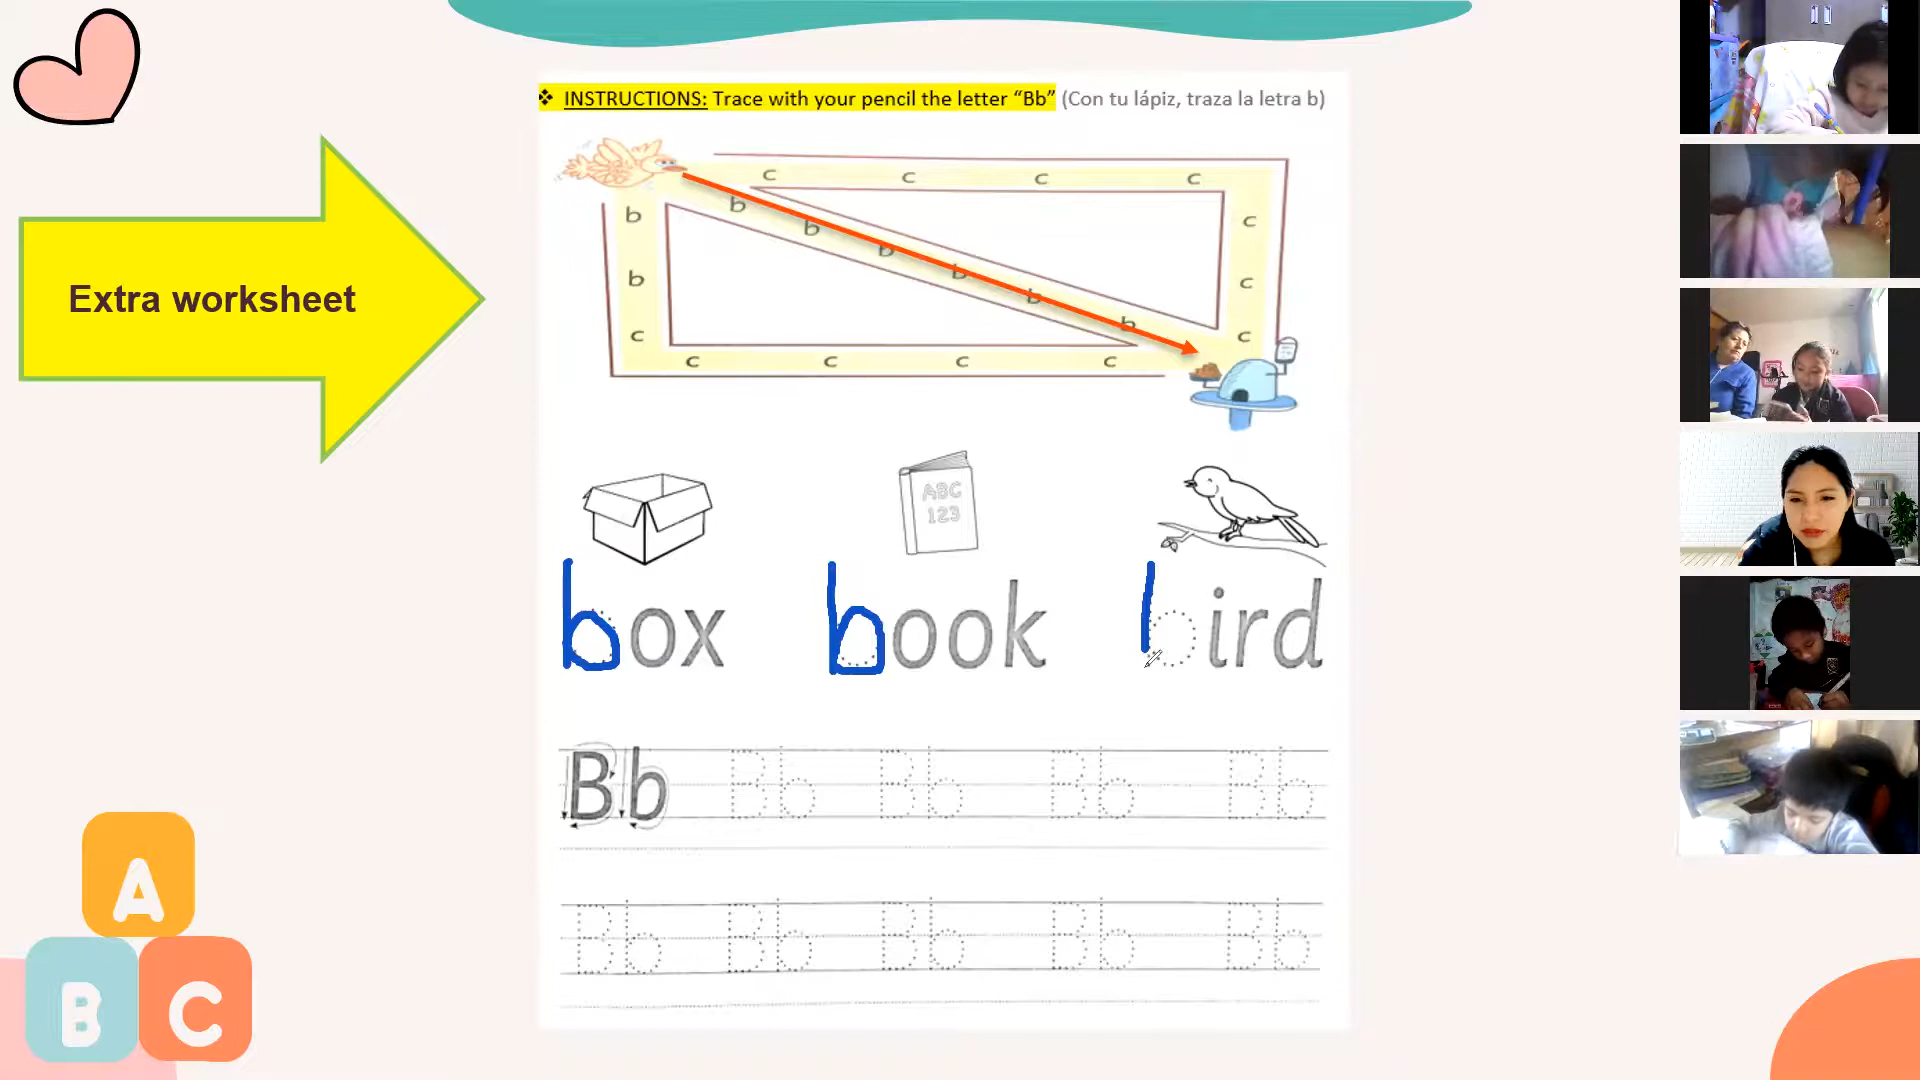 ❖ INSTRUCTIONS: Trace with your pencil the letter “Bb” (Con tu lápiz, traza la letra b)
c c c c
b b c
b
b
b b c
b
b c c
b
c c c c
Extra worksheet
ABC
123
box book bird
Bb Bb Bb Bb Bb
Bb Bb Bb Bb Bb
A
B C